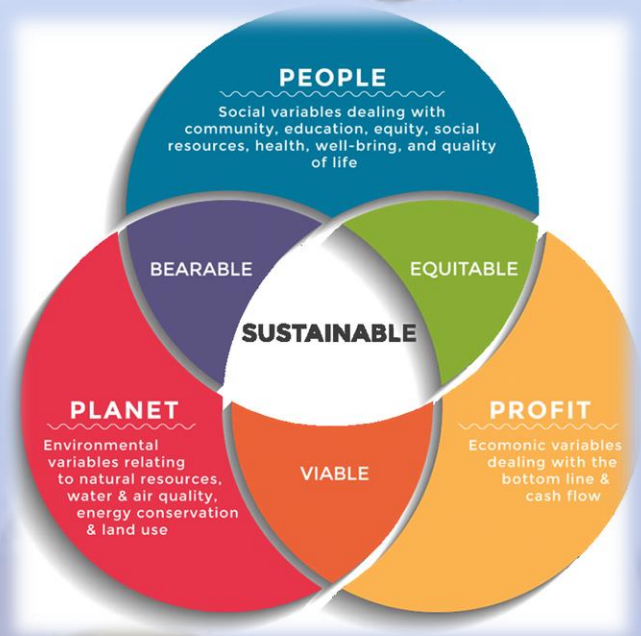 PEOPLE
Social variables dealing with
community, education, equity, social
resources, health, well-bring, and quality
of life
BEARABLE
EQUITABLE
SUSTAINABLE
PLANET
Environmental
variables relating
to natural resources,
water & air quality,
energy conservation
& land use
PROFIT
Ecomonic variables
dealing with the
bottom line &
cash flow
VIABLE